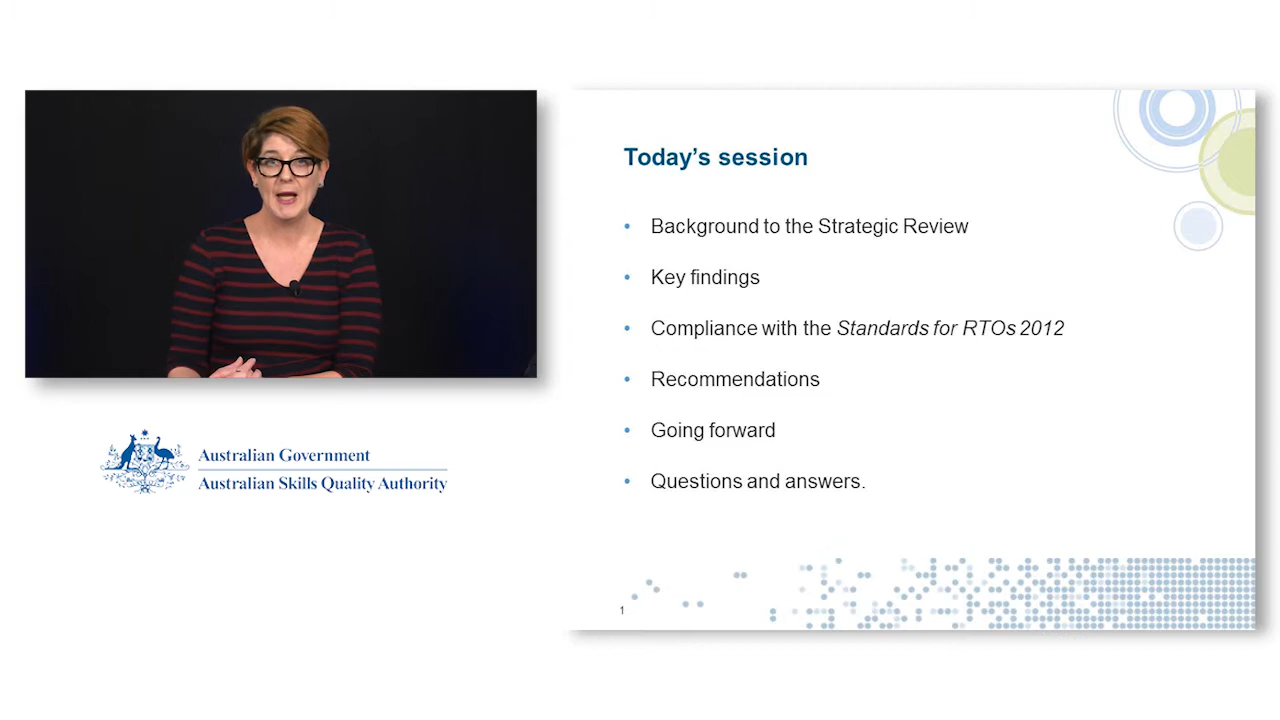 Today’s session
• Background to the Strategic Review
• Key findings
• Compliance with the Standards for RTOs 2012
• Recommendations
• Going forward
• Questions and answers.
1
Australian Government
Australian Skills Quality Authority